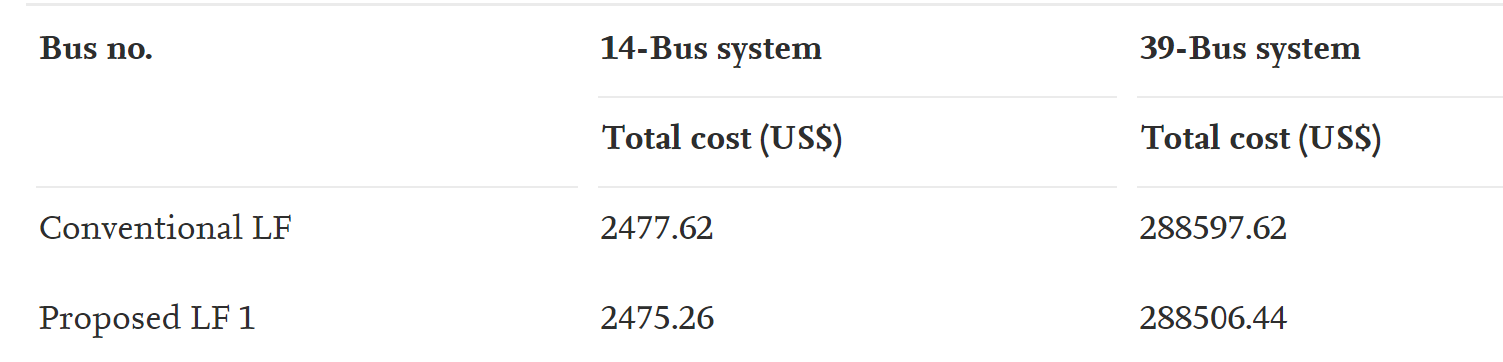 Bus no. 14-Bus system 39-Bus system
Total cost (US$) Total cost (US$)
Conventional LF 2477.62 288597.62
Proposed LF 1 2475.26 288506.44